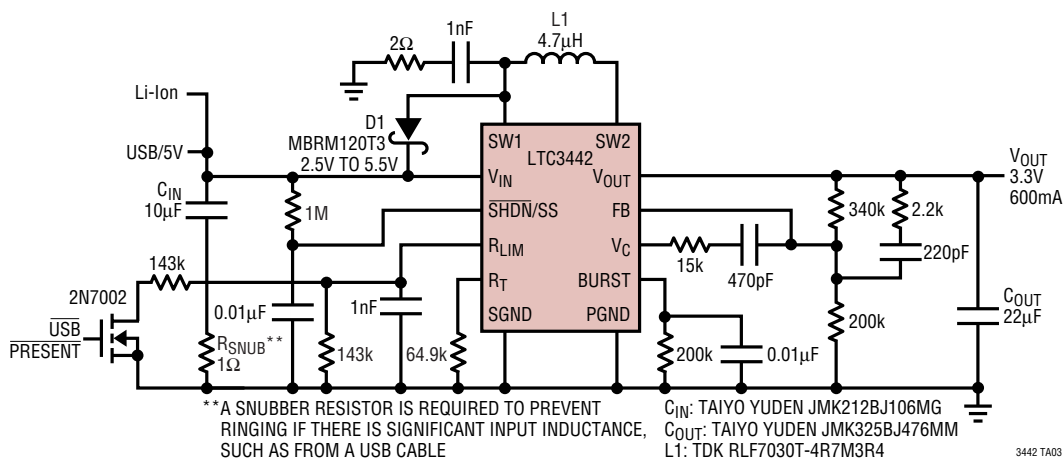 1nF
L1
4.7µH
2Ω
Li-Ion
D1
MBRM120T3
2.5V TO 5.5V
USB/5V
SW1
SW2
LTC3442
VIN
VOUT
SHDN/SS
FB
RLIM
VC
RT
BURST
SGND
PGND
VOUT
3.3V
600mA
CIN
10µF
1M
340k
2.2k
15k
470pF
220pF
143k
2N7002
USB
PRESENT
0.01µF
1nF
RSNUB**
1Ω
143k
64.9k
200k
0.01µF
200k
COUT
22µF
**A SNUBBER RESISTOR IS REQUIRED TO PREVENT
RINGING IF THERE IS SIGNIFICANT INPUT INDUCTANCE,
SUCH AS FROM A USB CABLE
CIN: TAIYO YUDEN JMK212BJ106MG
COUT: TAIYO YUDEN JMK325BJ476MM
L1: TDK RLF7030T-4R7M3R4
3442 TA03